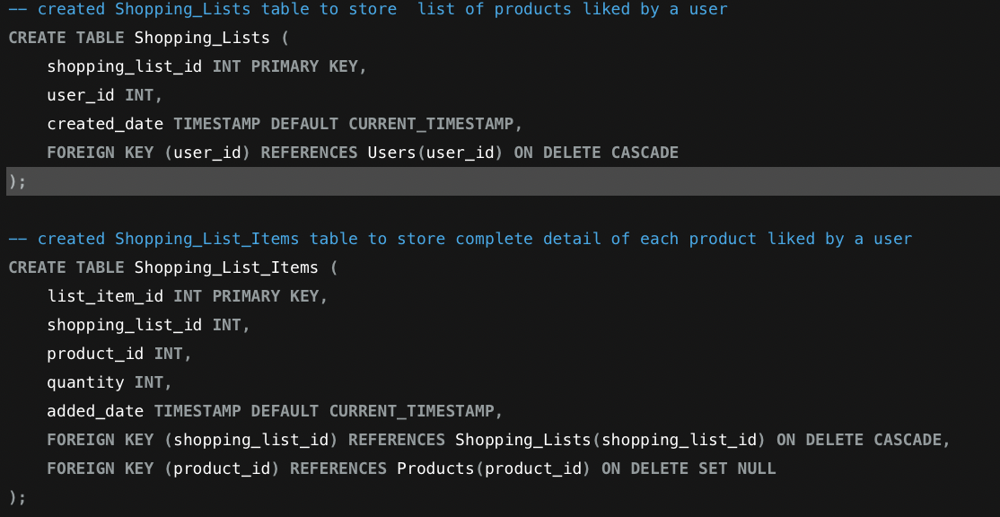 -- created Shopping_Lists table to store  list of products liked by a user
CREATE TABLE Shopping_Lists (
    shopping_list_id INT PRIMARY KEY,
    user_id INT,
    created_date TIMESTAMP DEFAULT CURRENT_TIMESTAMP,
    FOREIGN KEY (user_id) REFERENCES Users(user_id) ON DELETE CASCADE
);
-- created Shopping_List_Items table to store complete detail of each product liked by a user
CREATE TABLE Shopping_List_Items (
    list_item_id INT PRIMARY KEY,
    shopping_list_id INT,
    product_id INT,
    quantity INT,
    added_date TIMESTAMP DEFAULT CURRENT_TIMESTAMP,
    FOREIGN KEY (shopping_list_id) REFERENCES Shopping_Lists(shopping_list_id) ON DELETE CASCADE,
    FOREIGN KEY (product_id) REFERENCES Products(product_id) ON DELETE SET NULL
);